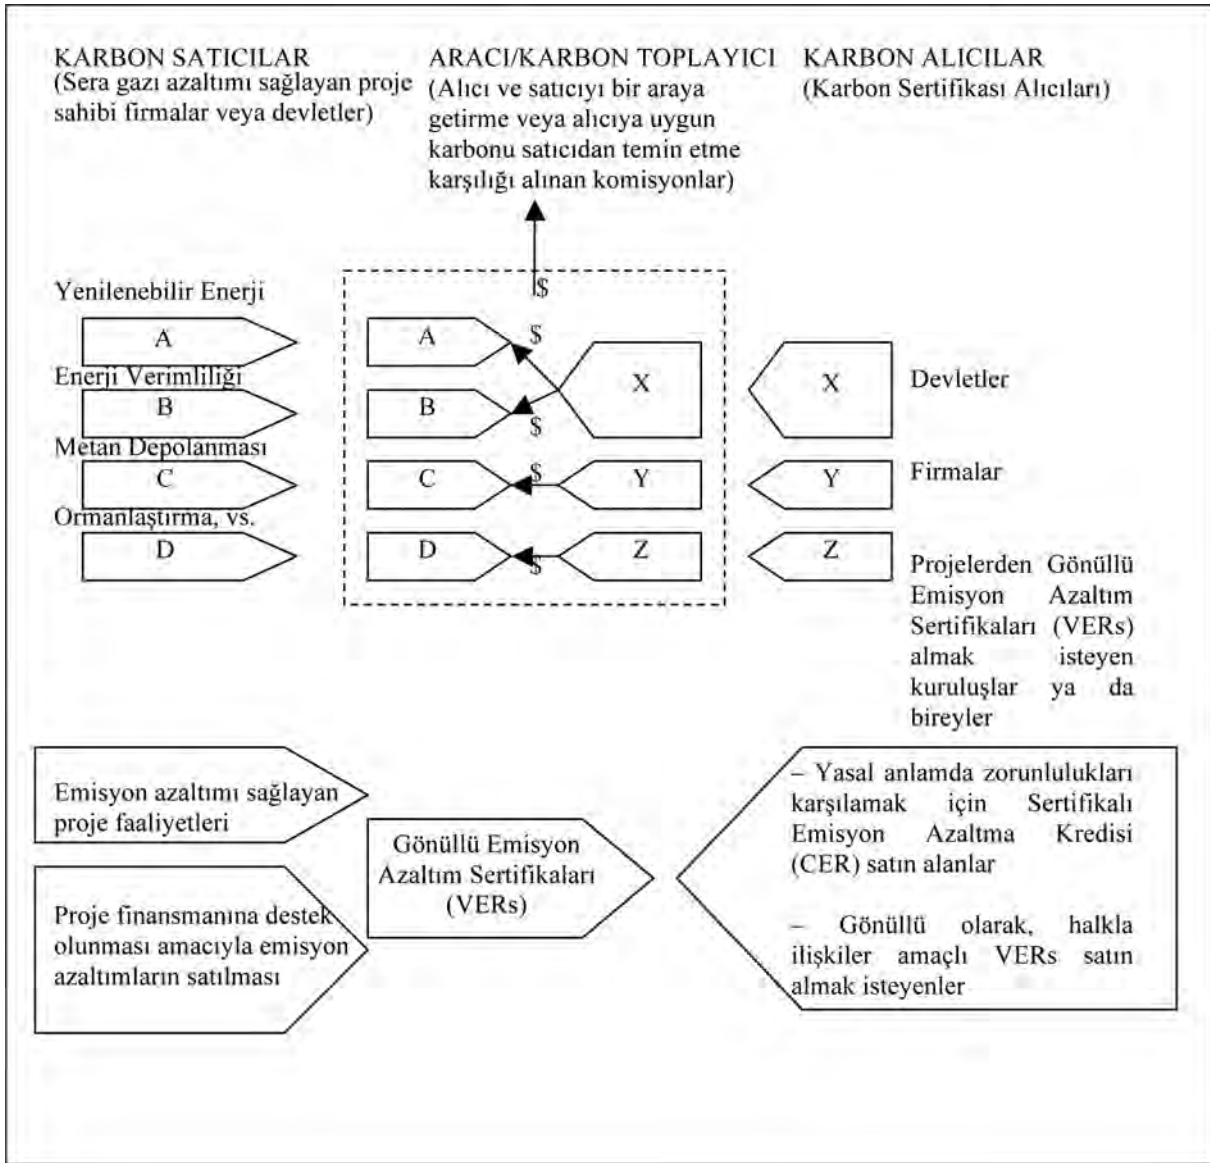 KARBON SATICILAR
(Sera gazı azaltımı sağlayan proje
sahibi firmalar veya devletler)
ARACI/KARBON TOPLAYICI
(Alıcı ve satıcıyı bir araya
getirme veya alıcıya uygun
karbonu satıcıdan temin etme
karşılığı alınan komisyonlar)
KARBON ALICILAR
(Karbon Sertifikası Alıcıları)
Yenilenebilir Enerji
A
Enerji Verimliliği
B
Metan Depolanması
C
Ormanlaştırma, vs.
D
$
A
$
X
B
$
C
$
Y
D
$
Z
X
Devletler
Y
Firmalar
Z
Projelerden Gönüllü
Emisyon Azaltım
Sertifikaları (VERs)
almak isteyen
kuruluşlar ya da
bireyler
Emisyon azaltımı sağlayan
proje faaliyetleri
Proje finansmanına destek
olunması amacıyla emisyon
azaltımların satılması
Gönüllü Emisyon
Azaltım Sertifikaları
(VERs)
– Yasal anlamda zorunlulukları
karşılamak için Sertifikalı
Emisyon Azaltma Kredisi
(CER) satın alanlar
– Gönüllü olarak, halkla
ilişkiler amaçlı VERs satın
almak isteyenler